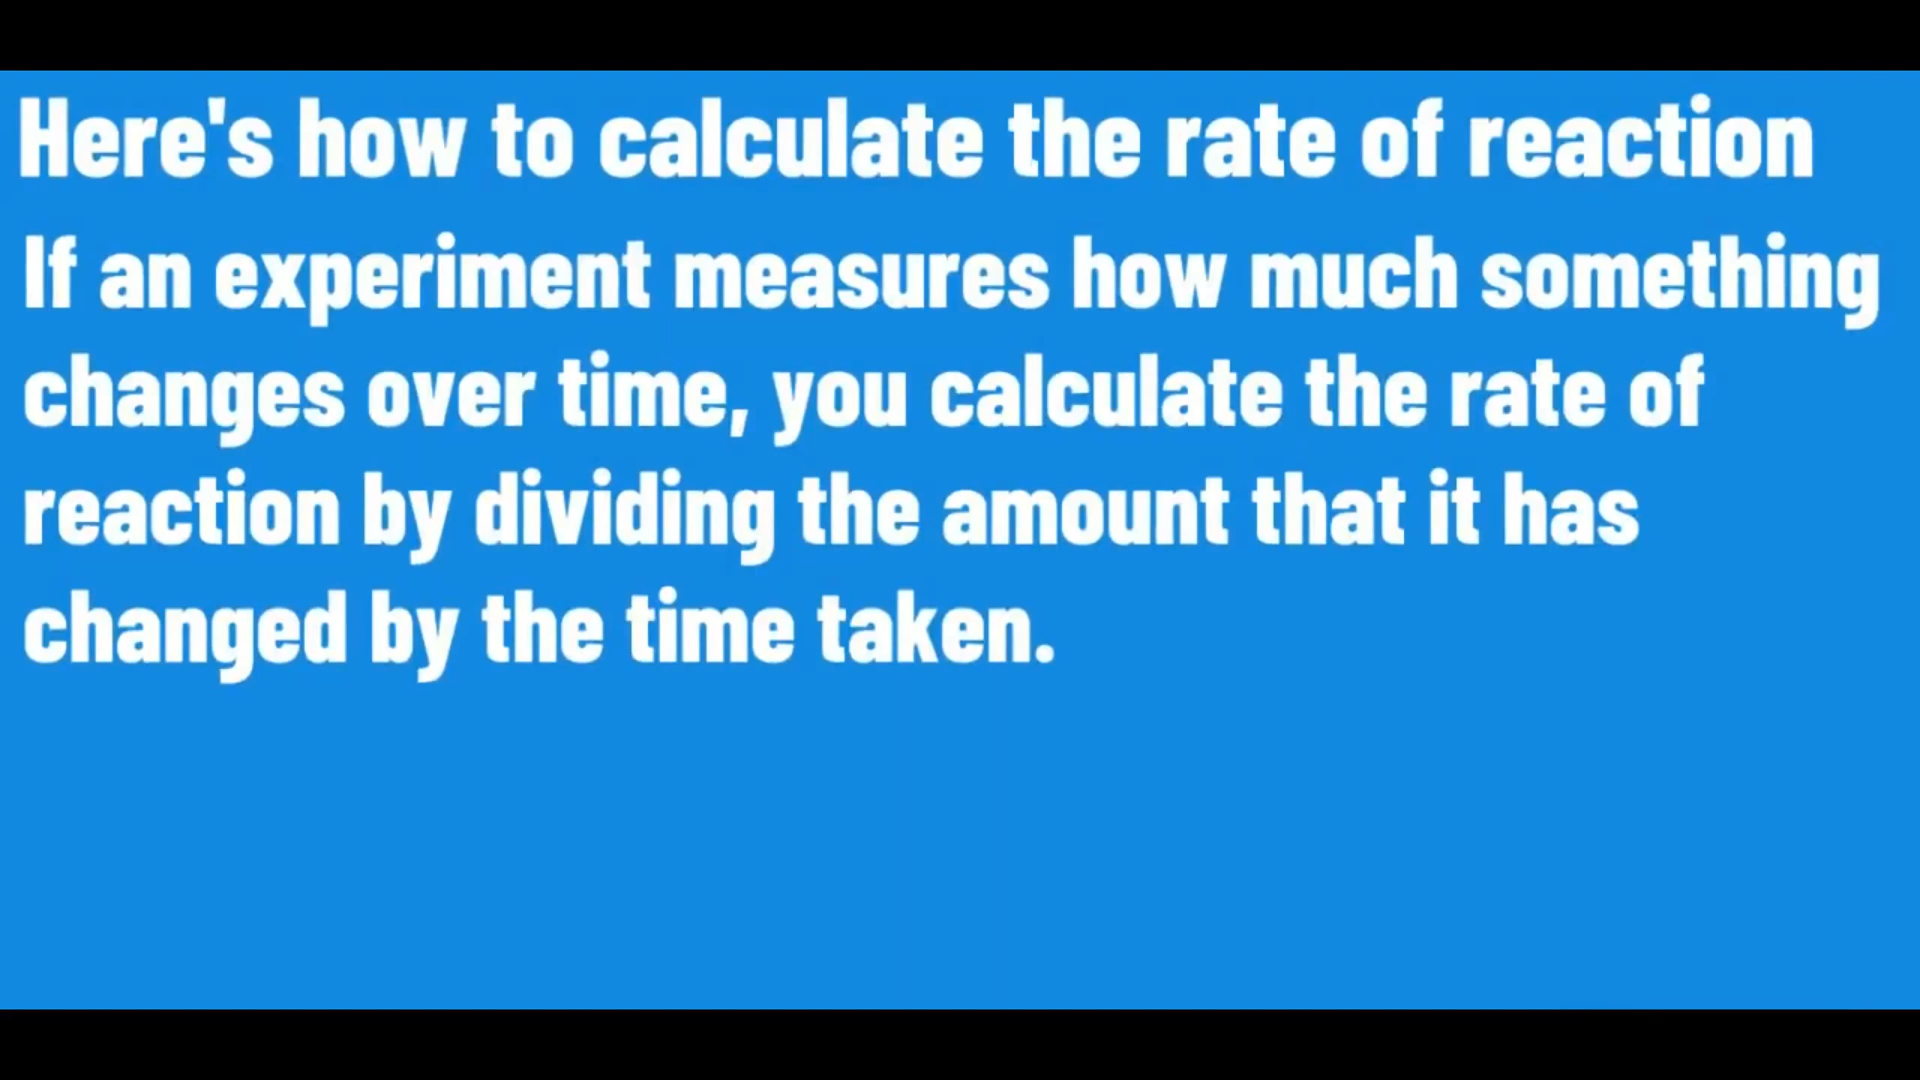 Here's how to calculate the rate of reaction
If an experiment measures how much something
changes over time, you calculate the rate of
reaction by dividing the amount that it has
changed by the time taken.